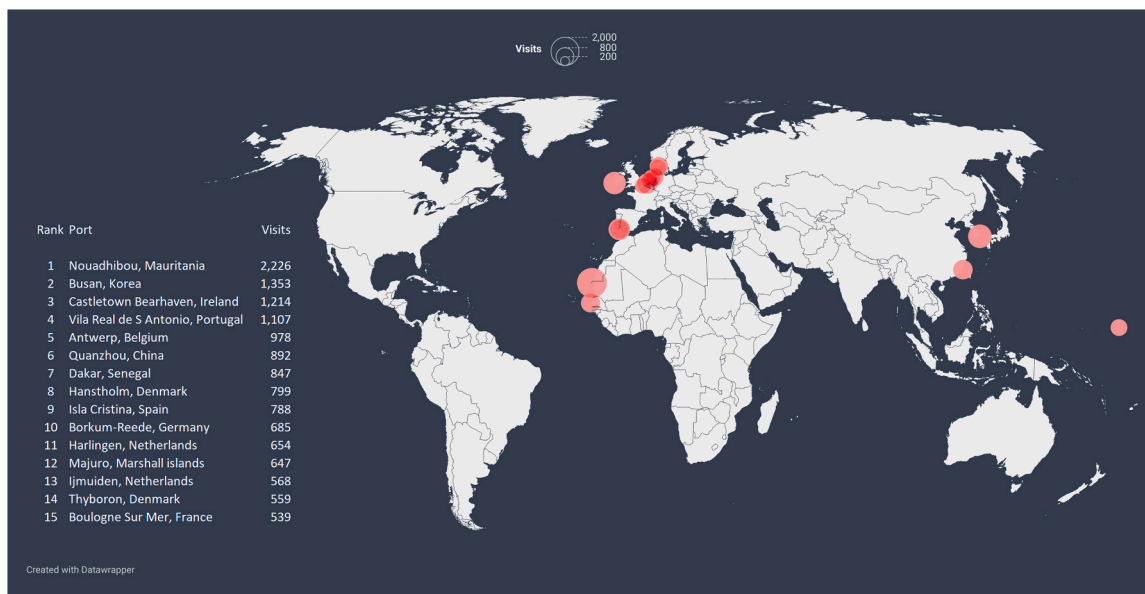 Visits 2,000
800
200
Rank Port Visits
1 Nouadhibou, Mauritania 2,226
2 Busan, Korea 1,353
3 Castletown Bearhaven, Ireland 1,214
4 Vila Real de S Antonio, Portugal 1,107
5 Antwerp, Belgium 978
6 Quanzhou, China 892
7 Dakar, Senegal 847
8 Hanstholm, Denmark 799
9 Isla Cristina, Spain 788
10 Borkum-Reede, Germany 685
11 Harlingen, Netherlands 654
12 Majuro, Marshall islands 647
13 Ijmuiden, Netherlands 568
14 Thyboron, Denmark 559
15 Boulogne Sur Mer, France 539
Created with Datawrapper